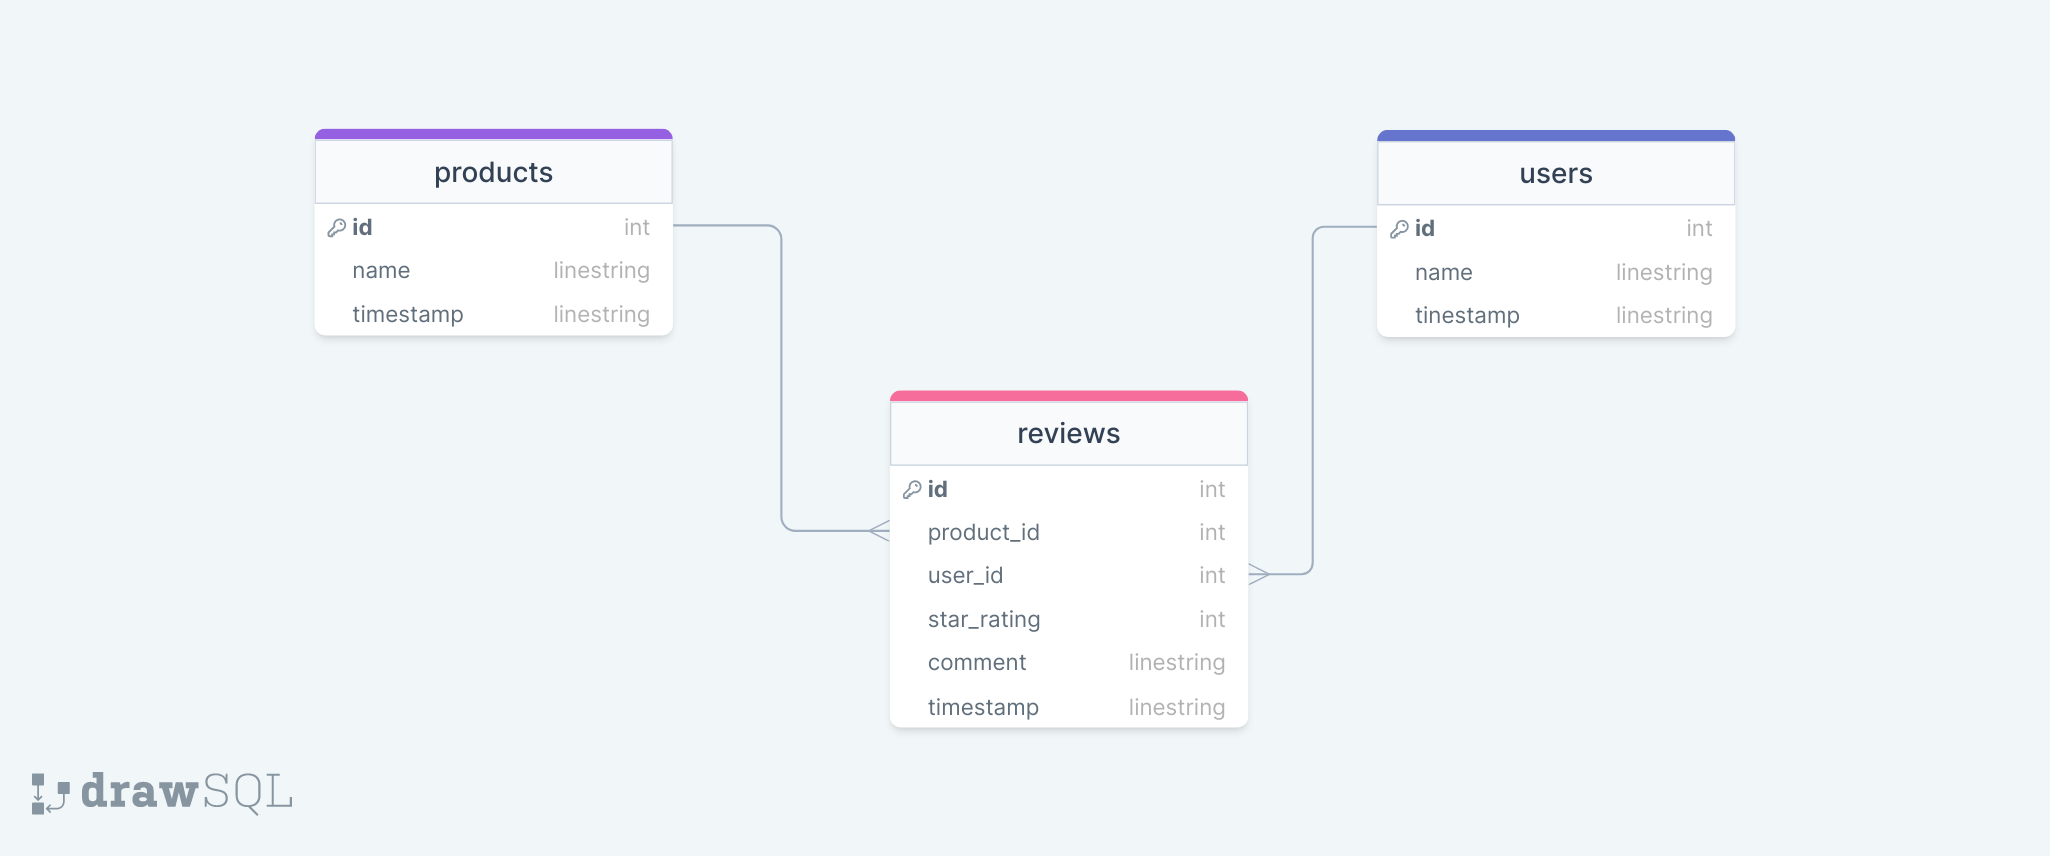 products
id int
name linestring
timestamp linestring
users
id int
name linestring
tinestamp linestring
reviews
id int
product_id int
user_id int
star_rating int
comment linestring
timestamp linestring
drawSQL